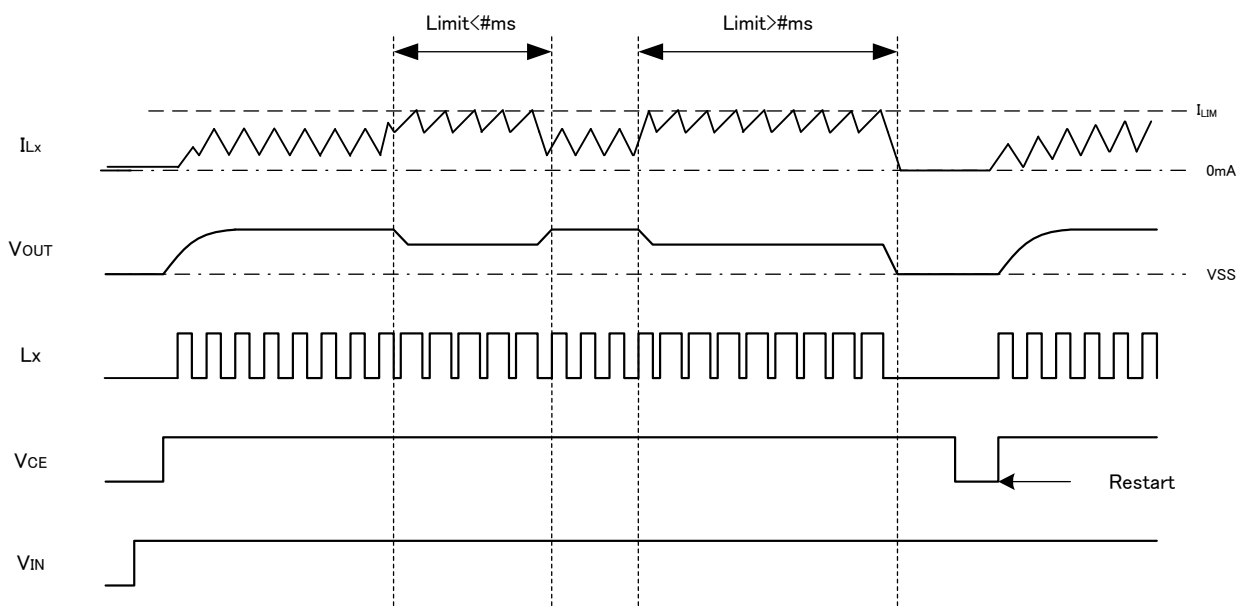 Limit<#ms
Limit>#ms
ILIM
ILx
0mA
VOUT
VSS
Lx
VCE
Restart
VIN